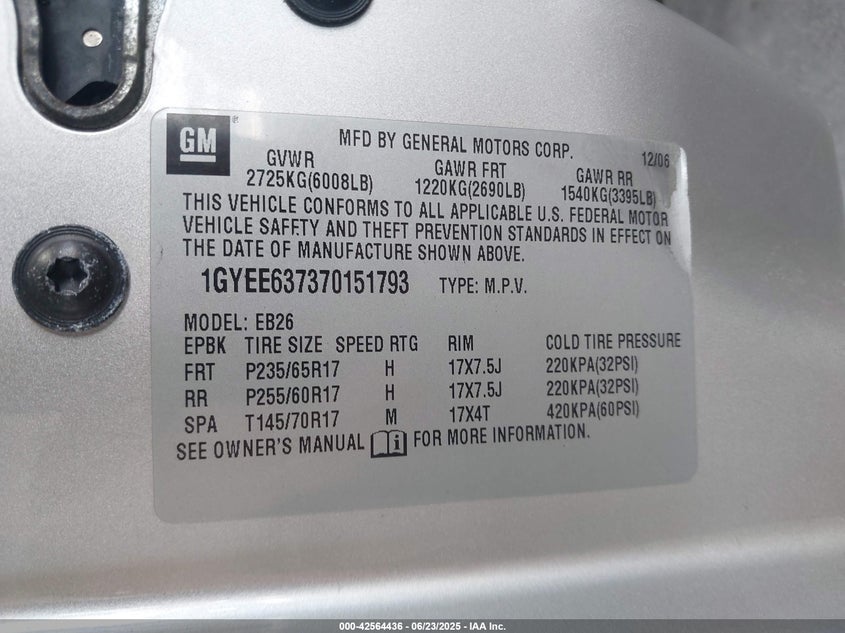 GM
®
MFD BY GENERAL MOTORS CORP. 12/06
GVWR GAWR FRT GAWR RR
2725KG(6008LB) 1220KG(2690LB) 1540KG(3395LB)
THIS VEHICLE CONFORMS TO ALL APPLICABLE U.S. FEDERAL MOTOR
VEHICLE SAFETY AND THEFT PREVENTION STANDARDS IN EFFECT ON
THE DATE OF MANUFACTURE SHOWN ABOVE.
1GYEE637370151793 TYPE: M.P.V.
MODEL: EB26
EPBK TIRE SIZE SPEED RTG RIM COLD TIRE PRESSURE
FRT P235/65R17 H 17X7.5J 220KPA(32PSI)
RR P255/60R17 H 17X7.5J 220KPA(32PSI)
SPA T145/70R17 M 17X4T 420KPA(60PSI)
SEE OWNER'S MANUAL i FOR MORE INFORMATION.
000-42564436 - 06/23/2025 - IAA Inc.